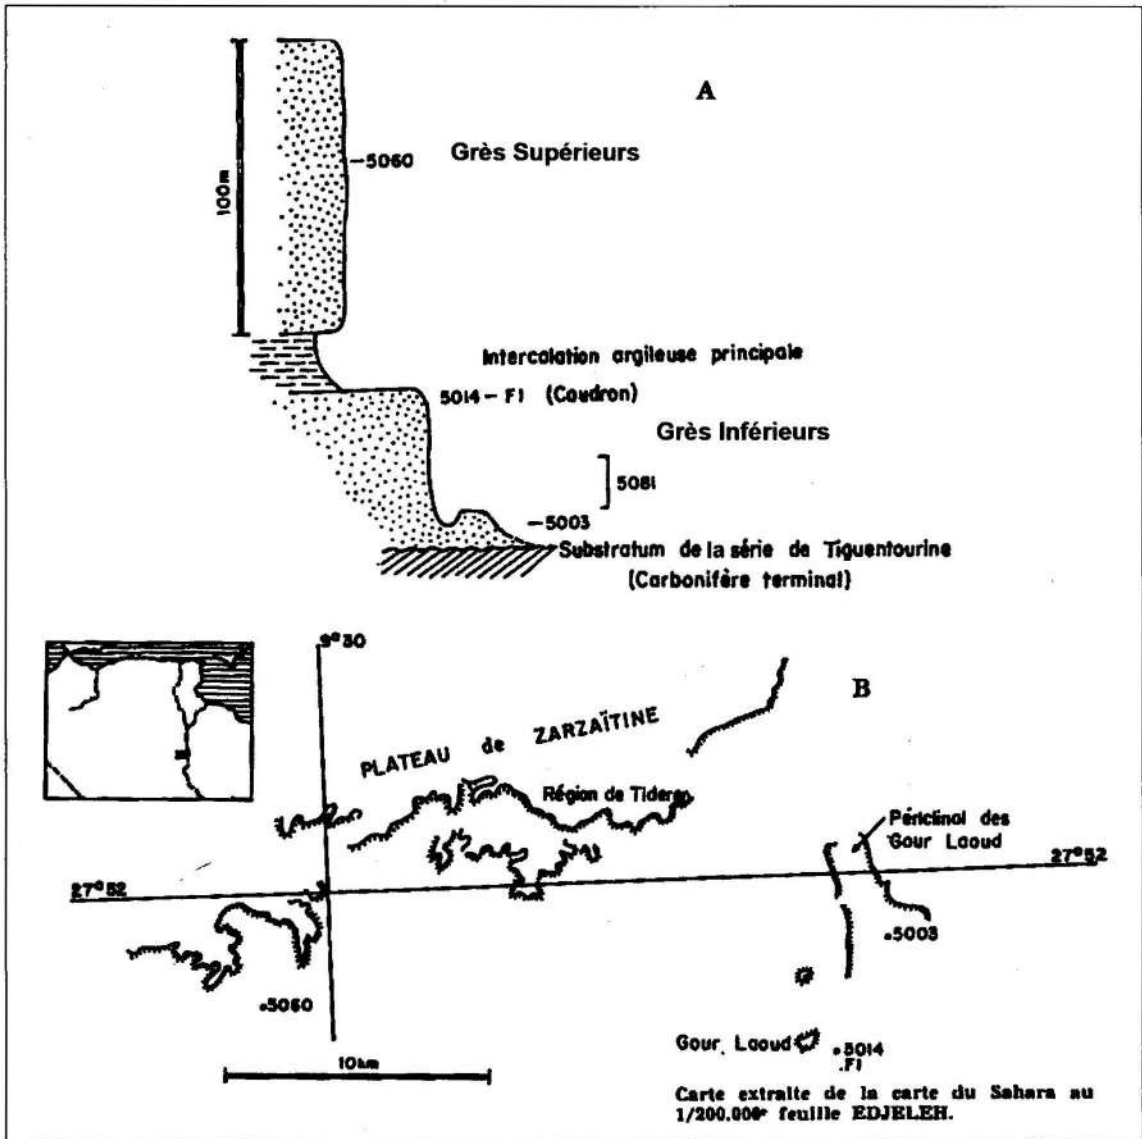 A
100m
–5060
Grès Supérieurs
Intercalation argileuse principale
5014 – F1 (Coudron)
Grès Inférieurs
5081
–5003
Substratum de la série de Tiguentourine
(Carbonifère terminal)
9°30
B
PLATEAU de ZARZAÏTINE
Région de Tideren
Périclinal des
Gour Laoud
27°52
27°52
.5003
.5060
10km
Gour Laoud
.5014
.F1
Carte extraite de la carte du Sahara au
1/200.000e feuille EDJELEH.